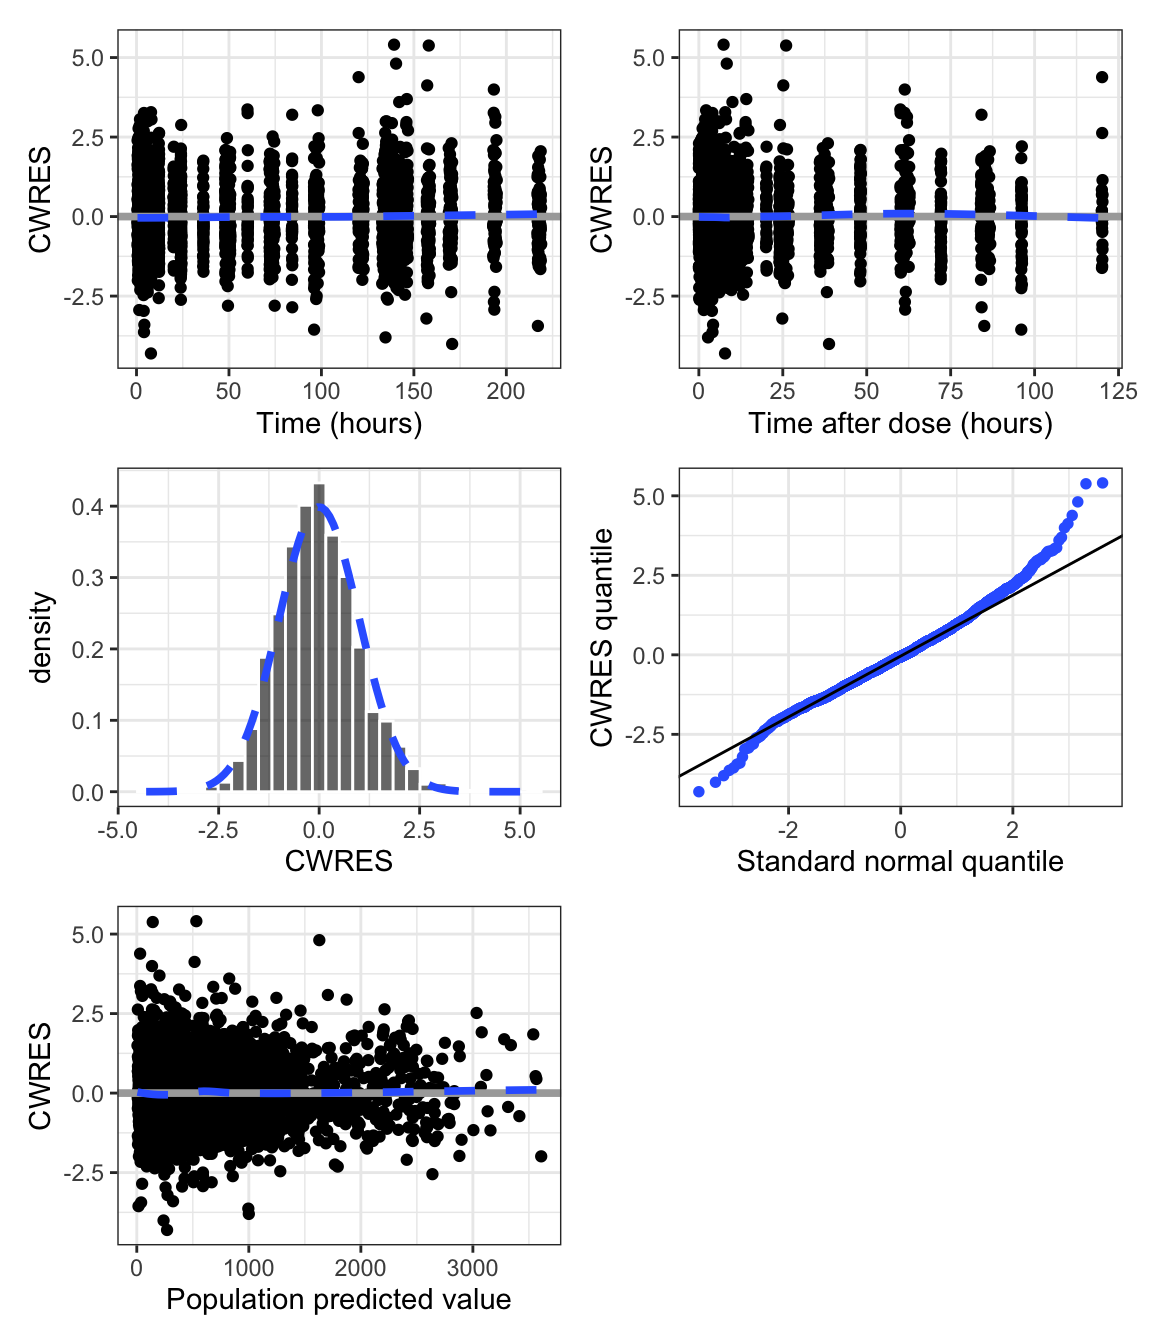 5.0
2.5
0.0
-2.5
CWRES
0 50 100 150 200
Time (hours)
5.0
2.5
0.0
-2.5
CWRES
0 25 50 75 100 125
Time after dose (hours)
0.4
0.3
0.2
0.1
0.0
density
-5.0 -2.5 0.0 2.5 5.0
CWRES
5.0
2.5
0.0
-2.5
CWRES quantile
-2 0 2
Standard normal quantile
5.0
2.5
0.0
-2.5
CWRES
0 1000 2000 3000
Population predicted value